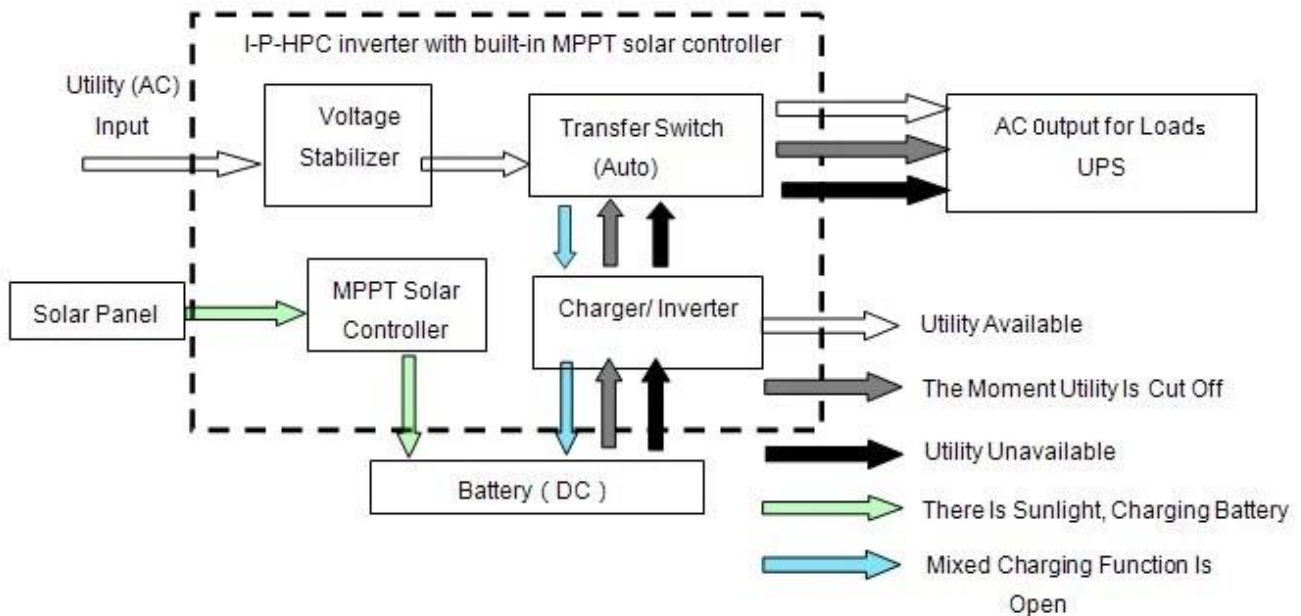 I-P-HPC inverter with built-in MPPT solar controller
Utility (AC)
Input
Voltage
Stabilizer
Transfer Switch
(Auto)
AC Output for Loads
UPS
Solar Panel
MPPT Solar
Controller
Charger/ Inverter
Battery ( DC )
Utility Available
The Moment Utility Is Cut Off
Utility Unavailable
There Is Sunlight, Charging Battery
Mixed Charging Function Is
Open